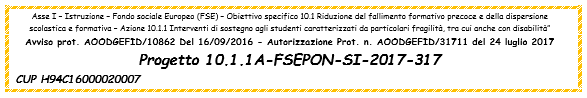 Asse I – Istruzione – Fondo sociale Europeo (FSE) – Obiettivo specifico 10.1 Riduzione del fallimento formativo precoce e della dispersione
scolastica e formativa – Azione 10.1.1 Interventi di sostegno agli studenti caratterizzati da particolari fragilità, tra cui anche con disabilità"
Avviso prot. AOODGEFID/10862 Del 16/09/2016 - Autorizzazione Prot. n. AOODGEFID/31711 del 24 luglio 2017
Progetto 10.1.1A-FSEPON-SI-2017-317
CUP H94C16000020007